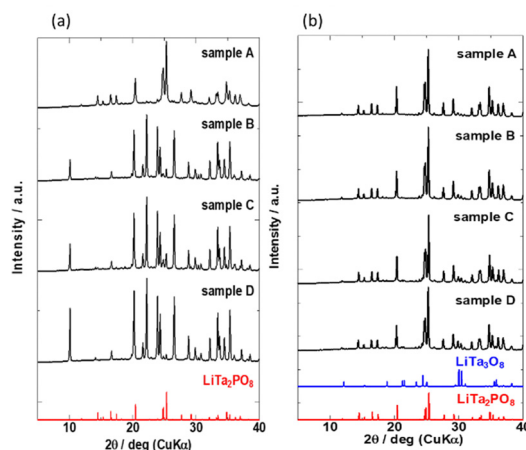 (a)
sample A
sample B
sample C
sample D
LiTa₂PO₈
Intensity / a.u.
10 20 30 40
2θ / deg (CuKα)
(b)
sample A
sample B
sample C
sample D
LiTa₃O₈
LiTa₂PO₈
Intensity / a.u.
10 20 30 40
2θ / deg (CuKα)